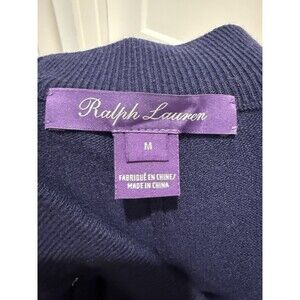 Ralph Lauren
M
FABRIQUÉ EN CHINE/
MADE IN CHINA